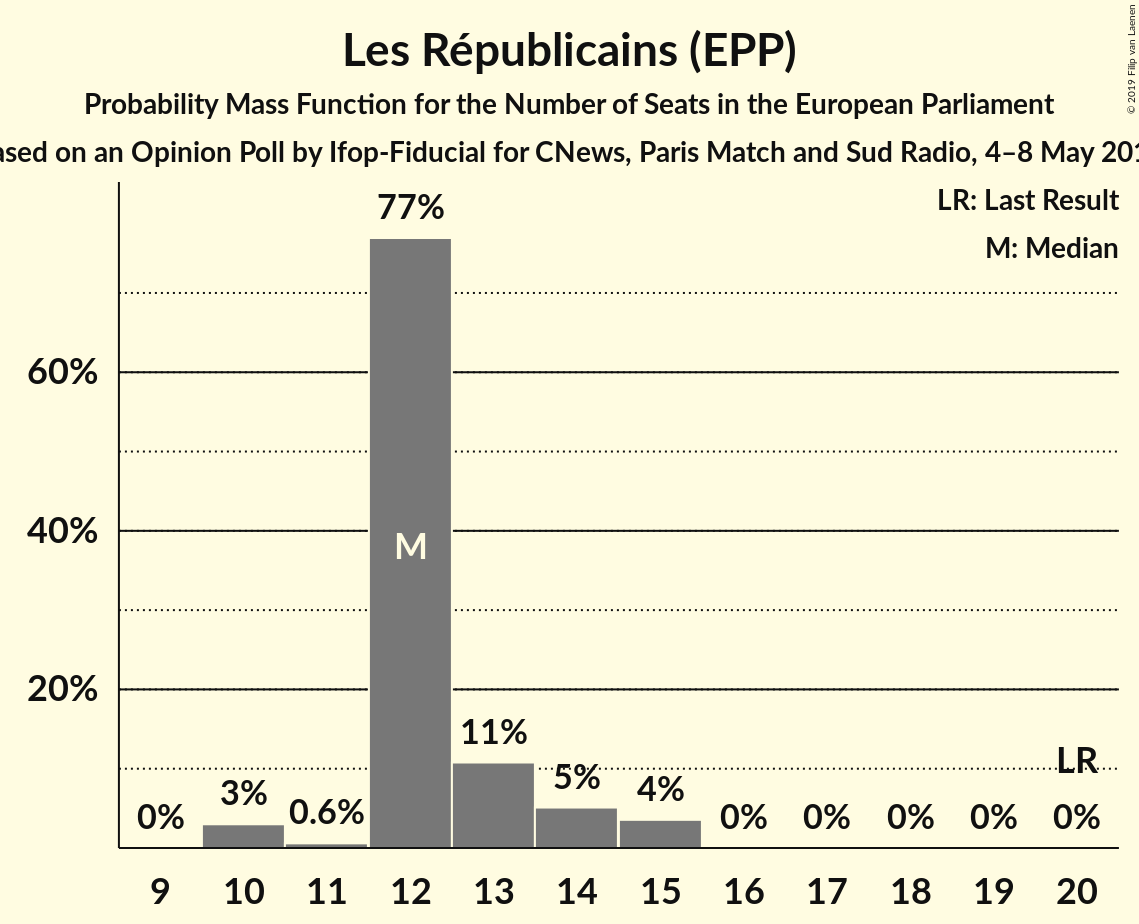 Les Républicains (EPP)
Probability Mass Function for the Number of Seats in the European Parliament
ased on an Opinion Poll by Ifop-Fiducial for CNews, Paris Match and Sud Radio, 4–8 May 201
© 2019 Filip van Laenen
LR: Last Result
M: Median
77%
60%
40%
M
20%
11%
LR
0% 3% 0.6% 5% 4% 0% 0% 0% 0% 0%
9 10 11 12 13 14 15 16 17 18 19 20